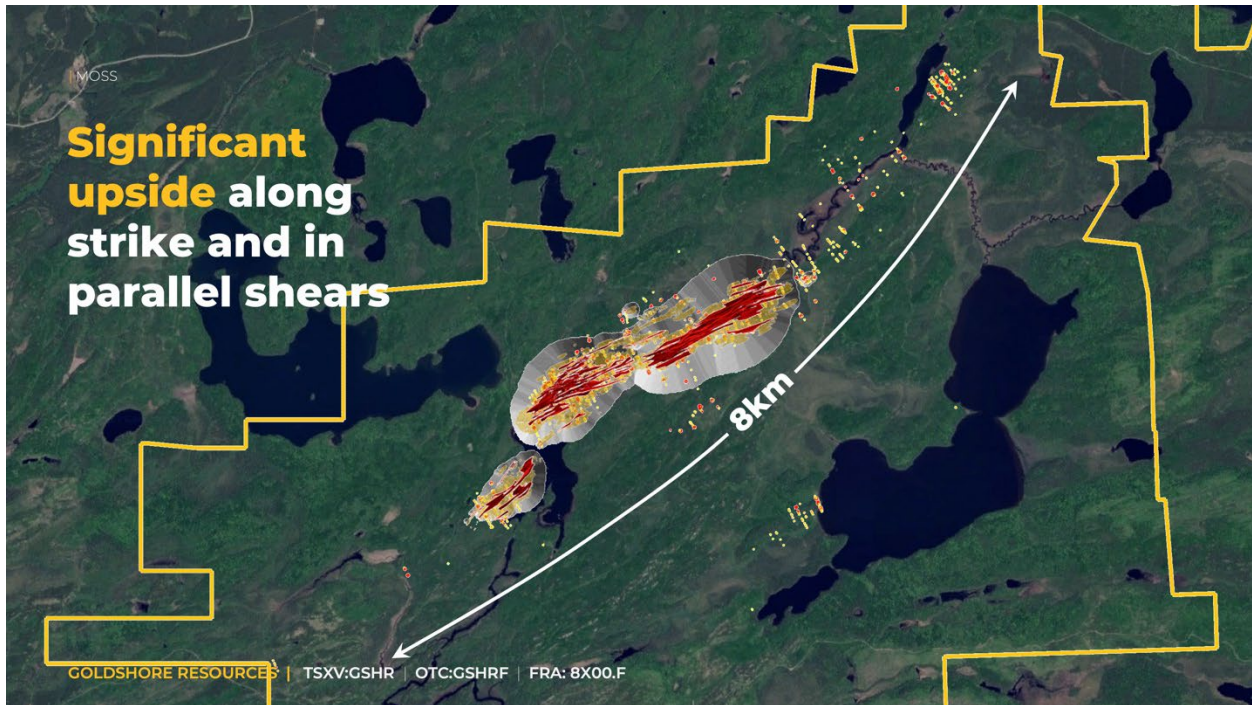 MOSS
Significant
upside along
strike and in
parallel shears
8km
GOLDSHORE RESOURCES | TSXV:GSHR | OTC:GSHRF | FRA: 8X00.F